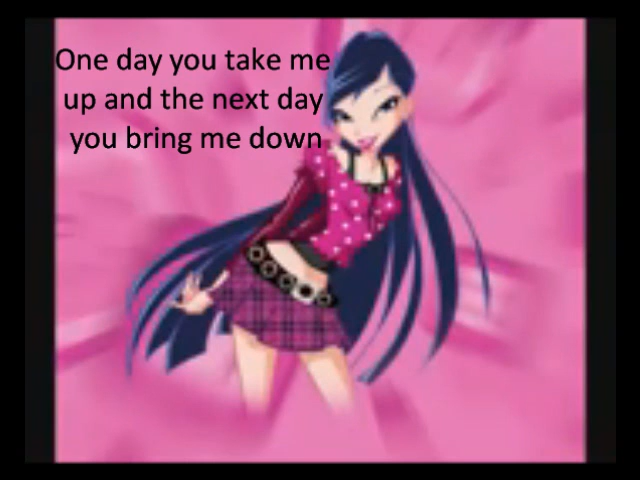 One day you take me
up and the next day
you bring me down